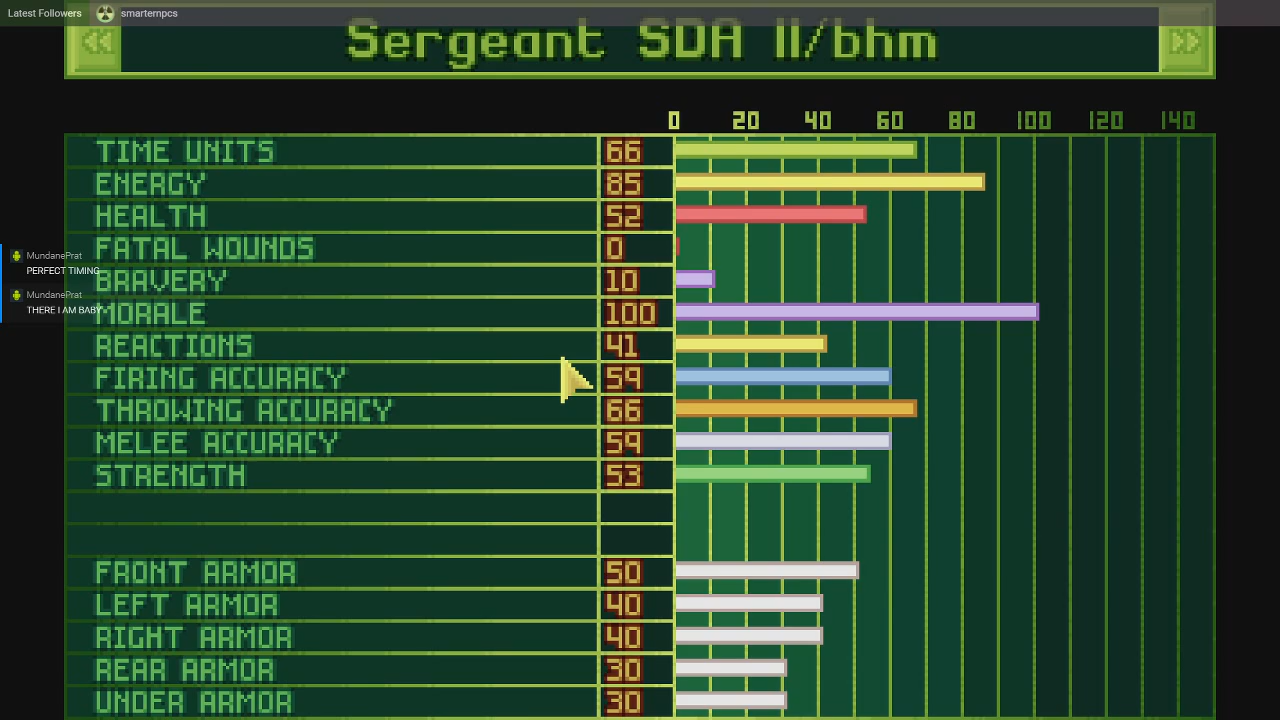 Latest Followers smarternpcs
Sergeant SDA II/bhm
0 20 40 60 80 100 120 140
TIME UNITS 66
ENERGY 85
HEALTH 52
FATAL WOUNDS 0
MundanePrat
PERFECT TIMING
BRAVERY 10
MundanePrat
THERE I AM BABY
MORALE 100
REACTIONS 41
FIRING ACCURACY 59
THROWING ACCURACY 66
MELEE ACCURACY 59
STRENGTH 53
FRONT ARMOR 50
LEFT ARMOR 40
RIGHT ARMOR 40
REAR ARMOR 30
UNDER ARMOR 30